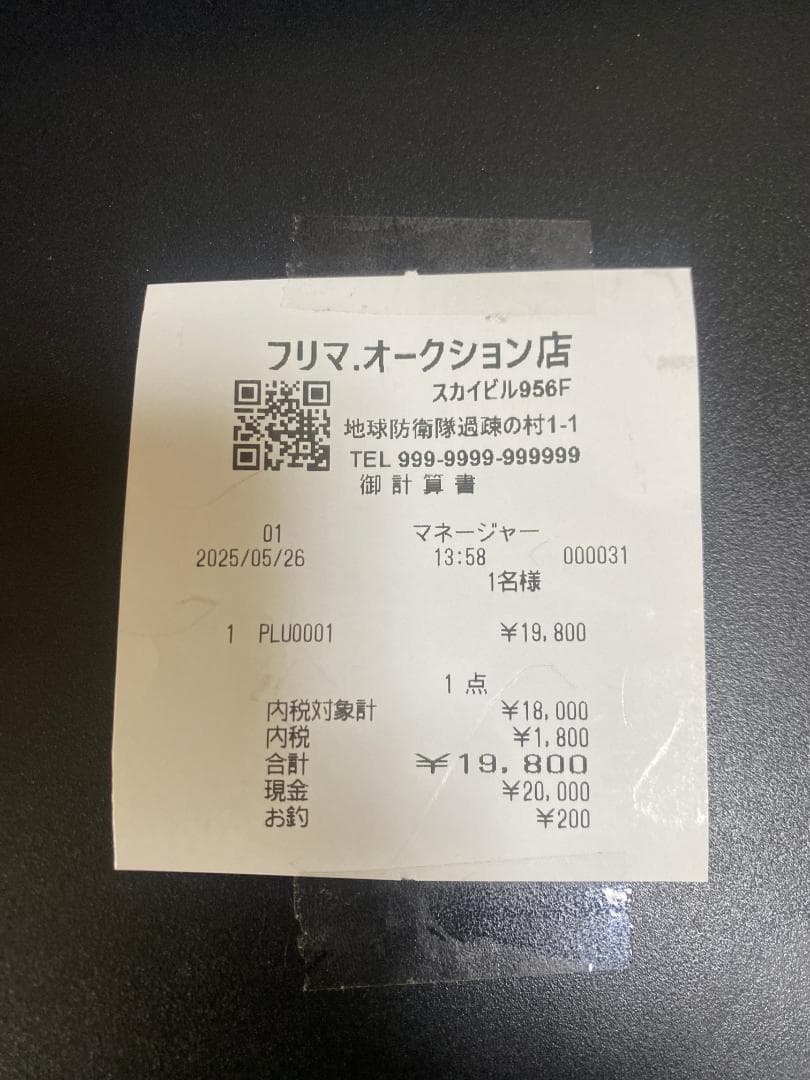 フリマ.オークション店
スカイビル956F
地球防衛隊過疎の村1-1
TEL 999-9999-999999
御計算書
01 マネージャー
2025/05/26 13:58 000031
1名様
1 PLU0001 ¥19,800
1点
内税対象計 ¥18,000
内税 ¥1,800
合計 ¥19,800
現金 ¥20,000
お釣 ¥200